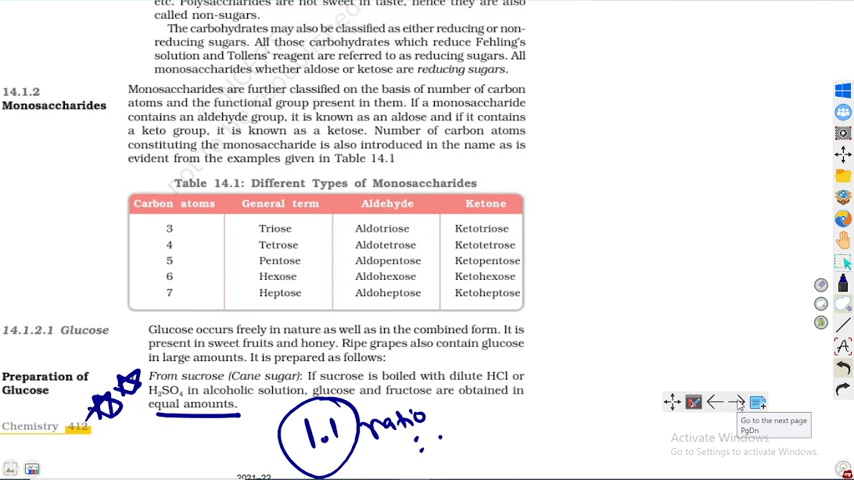 etc. Polysaccharides are not sweet in taste, hence they are also
called non-sugars.
The carbohydrates may also be classified as either reducing or non-
reducing sugars. All those carbohydrates which reduce Fehling's
solution and Tollens' reagent are referred to as reducing sugars. All
monosaccharides whether aldose or ketose are reducing sugars.
14.1.2
Monosaccharides
Monosaccharides are further classified on the basis of number of carbon
atoms and the functional group present in them. If a monosaccharide
contains an aldehyde group, it is known as an aldose and if it contains
a keto group, it is known as a ketose. Number of carbon atoms
constituting the monosaccharide is also introduced in the name as is
evident from the examples given in Table 14.1
Table 14.1: Different Types of Monosaccharides
Carbon atoms General term Aldehyde Ketone
3 Triose Aldotriose Ketotriose
4 Tetrose Aldotetrose Ketotetrose
5 Pentose Aldopentose Ketopentose
6 Hexose Aldohexose Ketohexose
7 Heptose Aldoheptose Ketoheptose
14.1.2.1 Glucose
Glucose occurs freely in nature as well as in the combined form. It is
present in sweet fruits and honey. Ripe grapes also contain glucose
in large amounts. It is prepared as follows:
Preparation of
Glucose
From sucrose (Cane sugar): If sucrose is boiled with dilute HCl or
H₂SO₄ in alcoholic solution, glucose and fructose are obtained in
equal amounts.
1.1 ratio
Chemistry 412
2021–22
Go to the next page
PgDn
Activate Windows
Go to Settings to activate Windows.